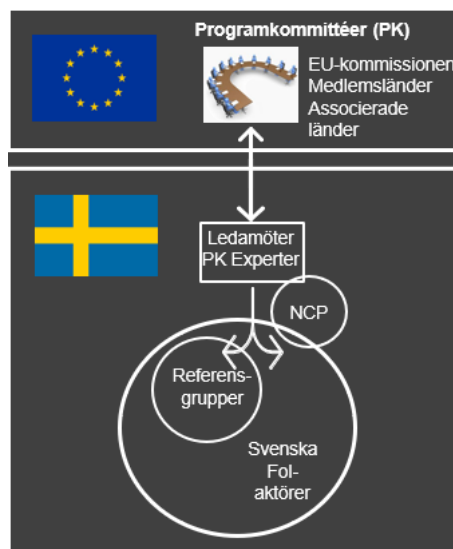 Programkommittéer (PK)
EU-kommissionen
Medlemsländer
Associerade
länder
Ledamöter
PK Experter
NCP
Referens-
grupper
Svenska
FoI-
aktörer